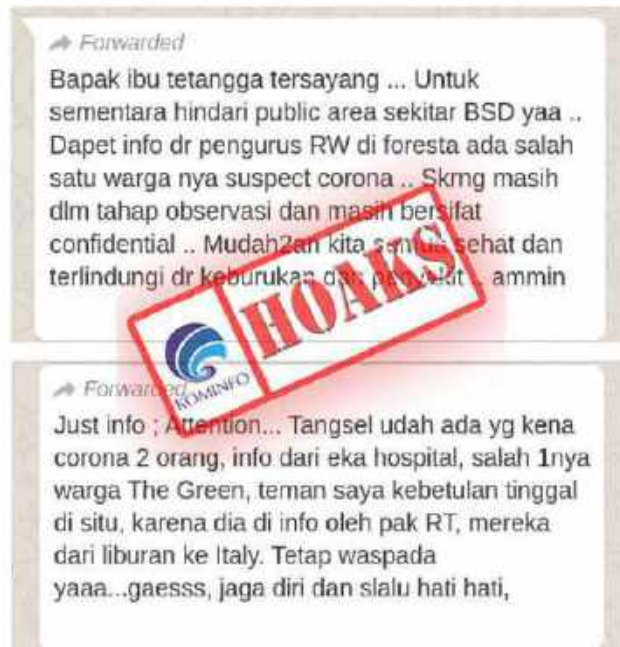 Forwarded
Bapak ibu tetangga tersayang ... Untuk
sementara hindari public area sekitar BSD yaa ..
Dapet info dr pengurus RW di foresta ada salah
satu warga nya suspect corona .. Skrng masih
dlm tahap observasi dan masih bersifat
confidential .. Mudah2an kita semua sehat dan
terlindungi dr keburukan dan penyakit .. ammin
HOAKS
KOMINFO
Forwarded
Just info ; Attention... Tangsel udah ada yg kena
corona 2 orang, info dari eka hospital, salah 1nya
warga The Green, teman saya kebetulan tinggal
di situ, karena dia di info oleh pak RT, mereka
dari liburan ke Italy. Tetap waspada
yaaa...gaesss, jaga diri dan slalu hati hati,